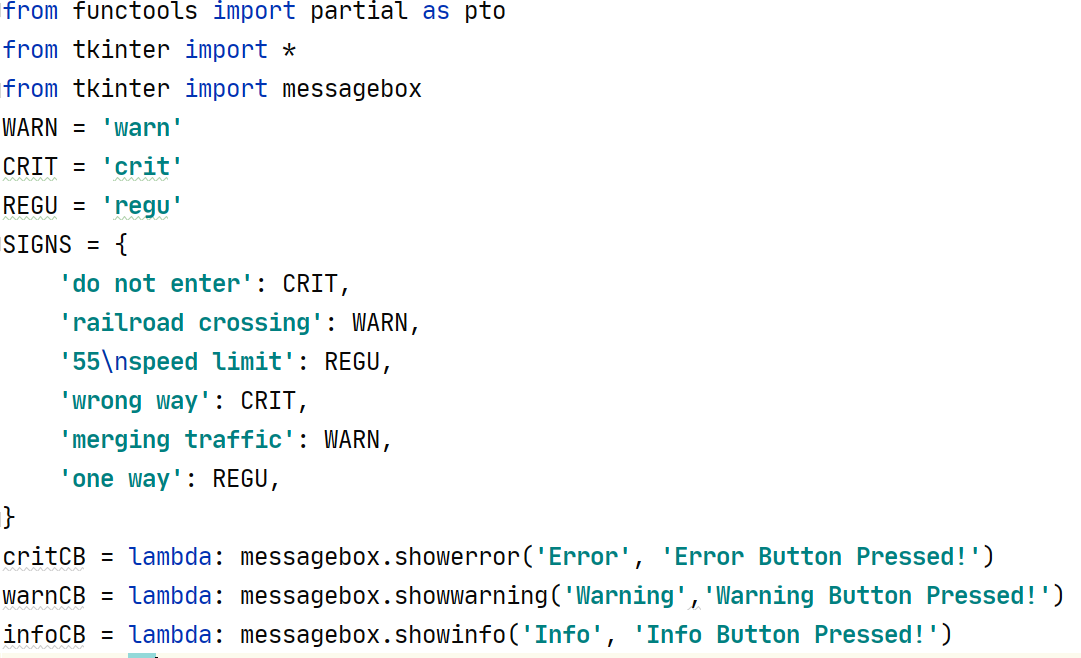 from functools import partial as pto
from tkinter import *
from tkinter import messagebox
WARN = 'warn'
CRIT = 'crit'
REGU = 'regu'
SIGNS = {
    'do not enter': CRIT,
    'railroad crossing': WARN,
    '55\nspeed limit': REGU,
    'wrong way': CRIT,
    'merging traffic': WARN,
    'one way': REGU,
}
critCB = lambda: messagebox.showerror('Error', 'Error Button Pressed!')
warnCB = lambda: messagebox.showwarning('Warning','Warning Button Pressed!')
infoCB = lambda: messagebox.showinfo('Info', 'Info Button Pressed!')